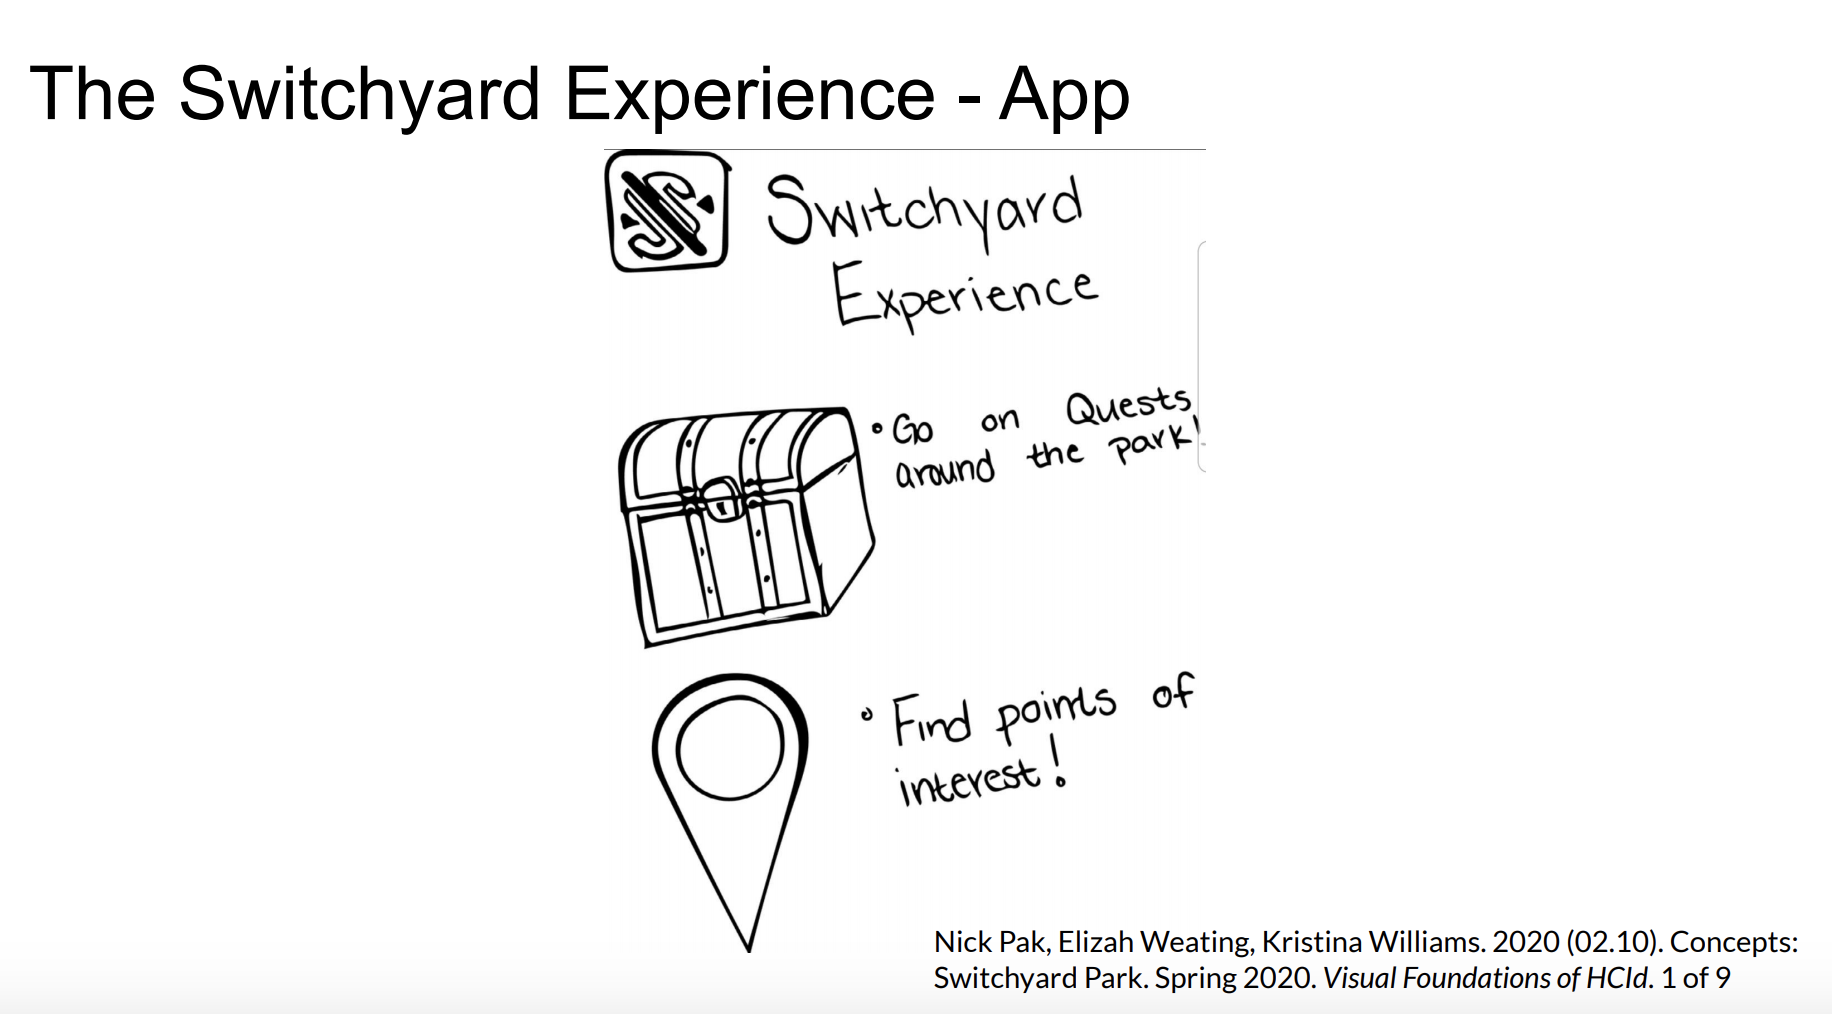 The Switchyard Experience - App
Switchyard
Experience
• Go on Quests
around the park!
• Find points of
interest!
Nick Pak, Elizah Weating, Kristina Williams. 2020 (02.10). Concepts:
Switchyard Park. Spring 2020. Visual Foundations of HCId. 1 of 9